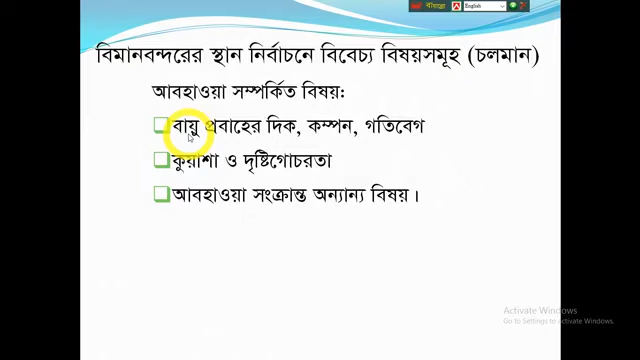 English
বিমানবন্দরের স্থান নির্বাচনে বিবেচ্য বিষয়সমূহ (চলমান)
আবহাওয়া সম্পর্কিত বিষয়:
বায়ু প্রবাহের দিক, কম্পন, গতিবেগ
কুয়াশা ও দৃষ্টিগোচরতা
আবহাওয়া সংক্রান্ত অন্যান্য বিষয়।
Activate Windows
Go to Settings to activate Windows.